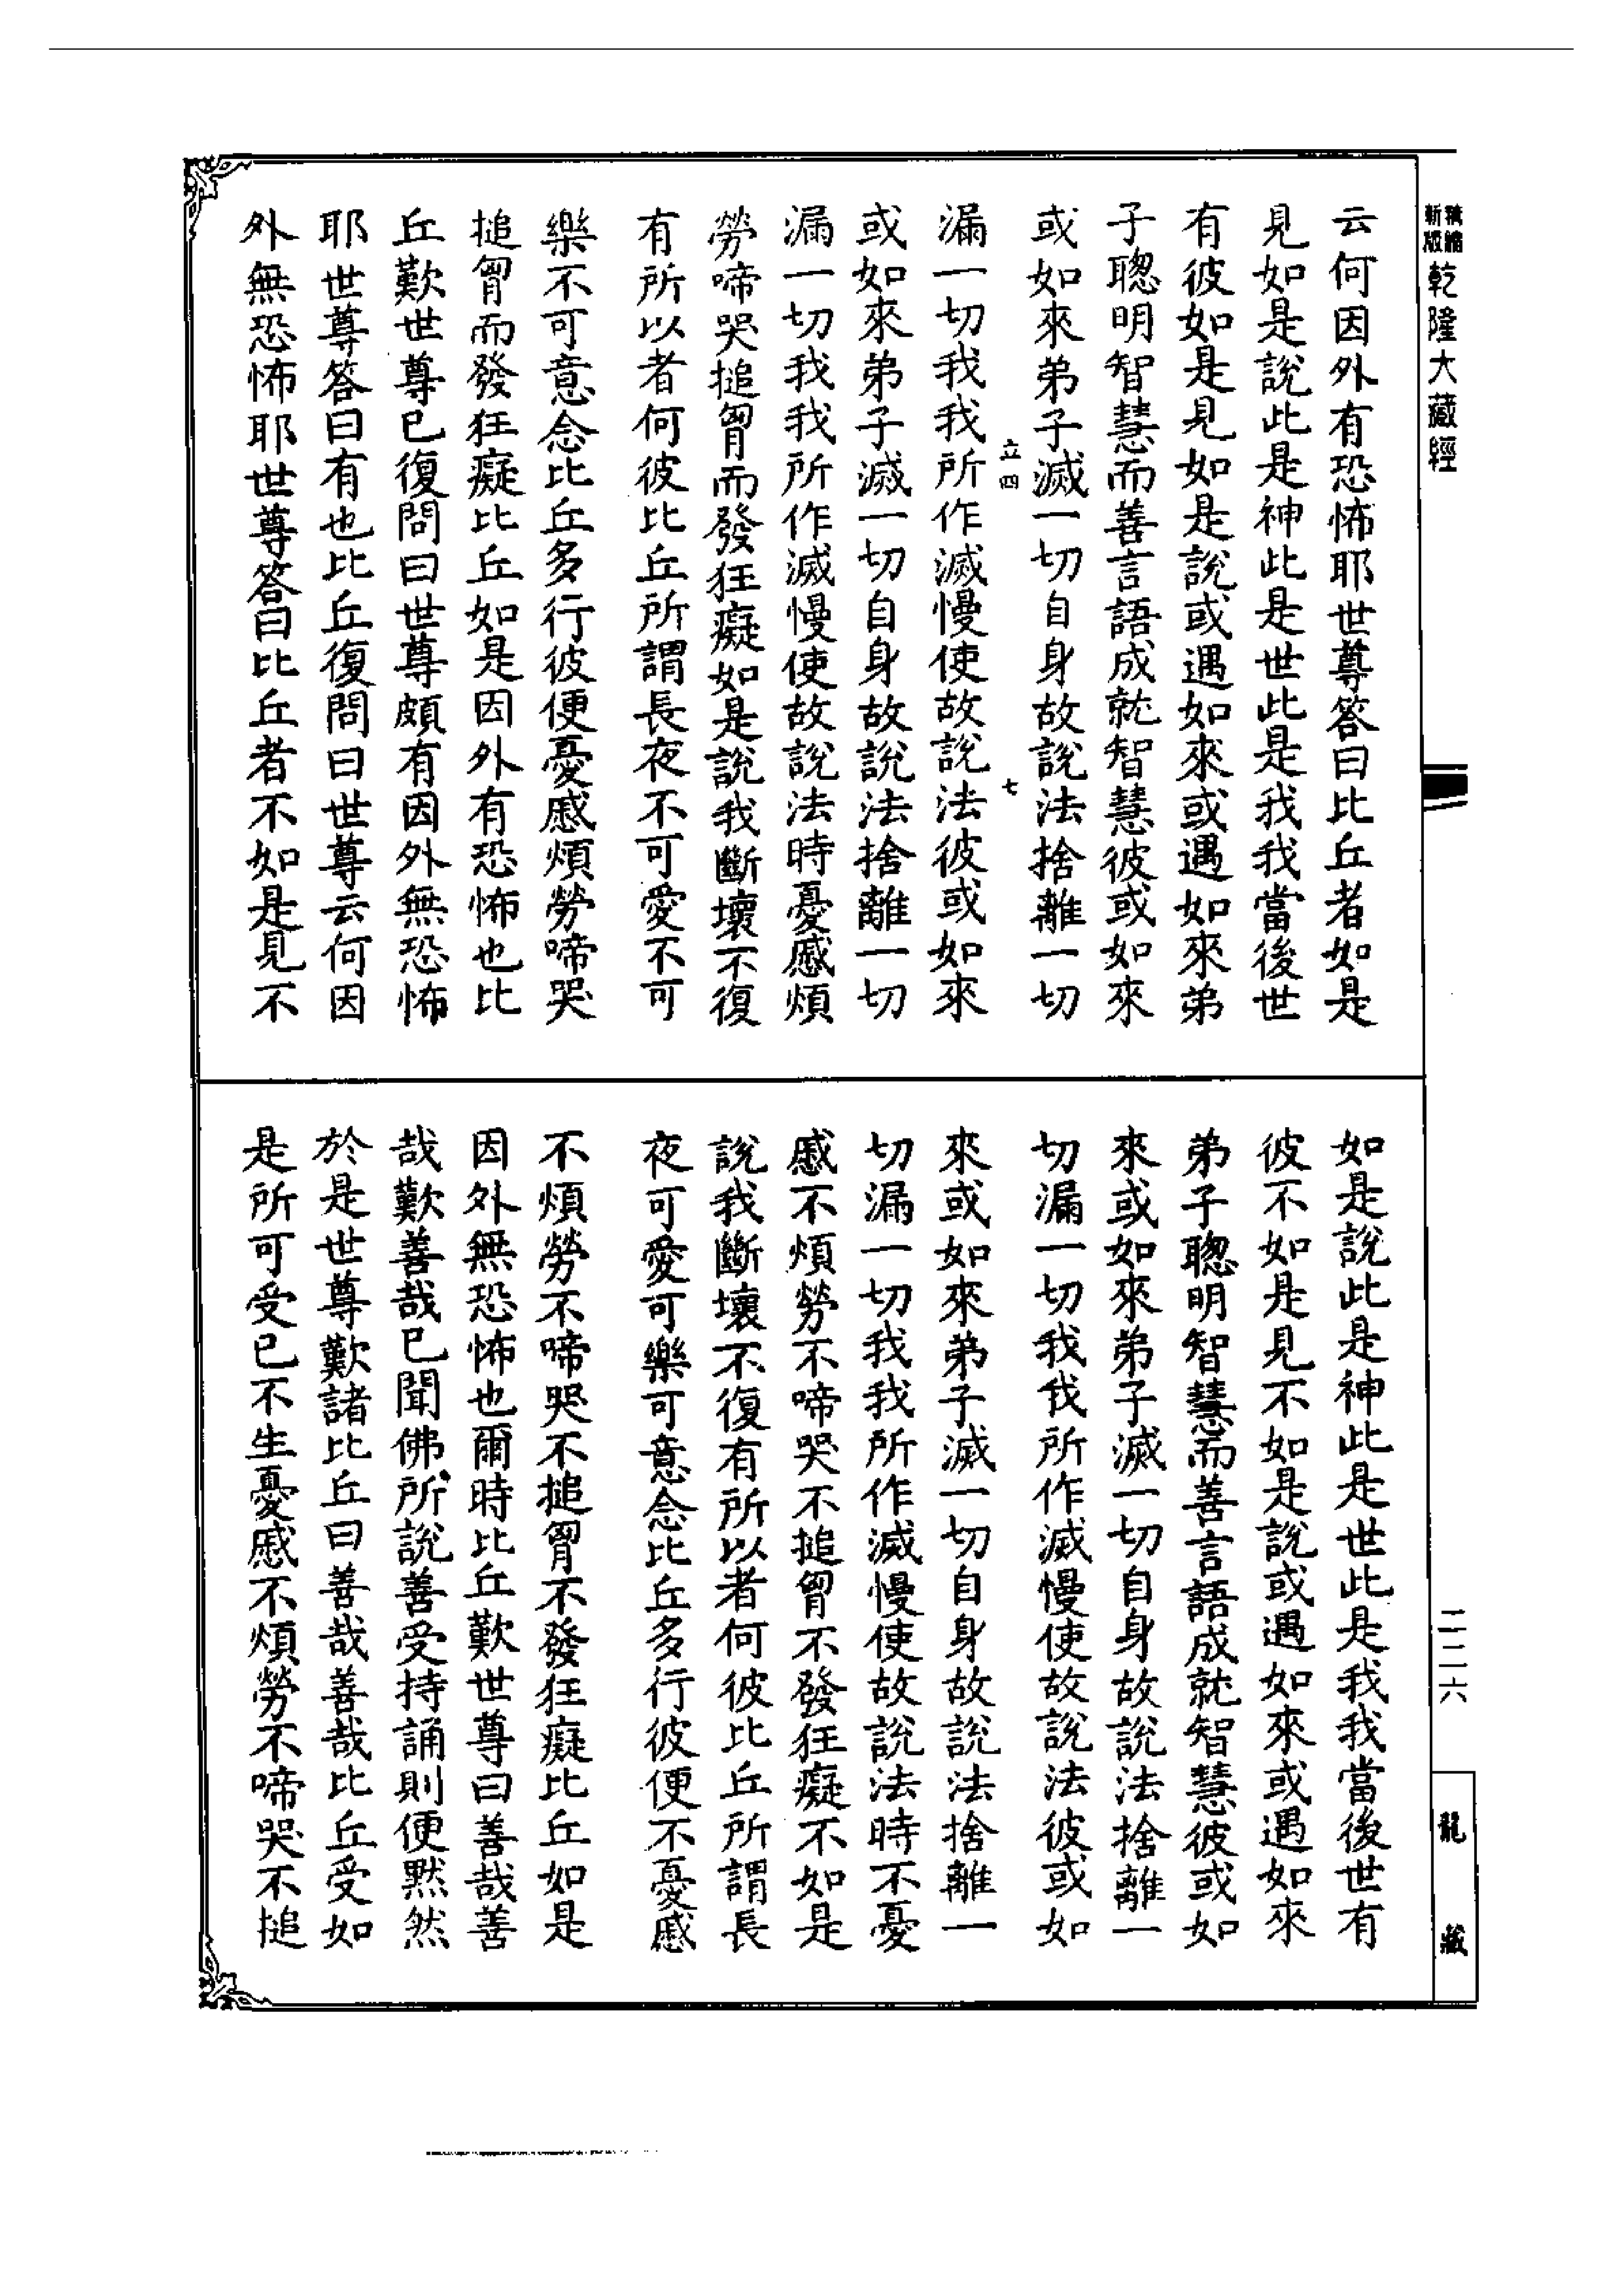 精縮新版乾隆大藏經
云何因外有恐怖耶世尊答曰比丘者如是
見如是說此是神此是世此是我我當後世
有彼如是見如是說或遇如來或遇如來弟
子聰明智慧而善言語成就智慧彼或如來
或如來弟子滅一切自身故說法捨離一切
立四 七
漏一切我我所作滅慢使故說法彼或如來
或如來弟子滅一切自身故說法捨離一切
漏一切我我所作滅慢使故說法時憂慼煩
勞啼哭搥胷而發狂癡如是說我斷壞不復
有所以者何彼比丘所謂長夜不可愛不可
樂不可意念比丘多行彼便憂慼煩勞啼哭
搥胷而發狂癡比丘如是因外有恐怖也比
丘歎世尊已復問曰世尊頗有因外無恐怖
耶世尊答曰有也比丘復問曰世尊云何因
外無恐怖耶世尊答曰比丘者不如是見不
如是說此是神此是世此是我我當後世有
彼不如是見不如是說或遇如來或遇如來
弟子聰明智慧而善言語成就智慧彼或如
來或如來弟子滅一切自身故說法捨離一
切漏一切我我所作滅慢使故說法彼或如
來或如來弟子滅一切自身故說法捨離一
切漏一切我我所作滅慢使故說法時不憂
慼不煩勞不啼哭不搥胷不發狂癡不如是
說我斷壞不復有所以者何彼比丘所謂長
夜可愛可樂可意念比丘多行彼便不憂慼
不煩勞不啼哭不搥胷不發狂癡比丘如是
因外無恐怖也爾時比丘歎世尊曰善哉善
哉歎善哉已聞佛所說善受持誦則便默然
於是世尊歎諸比丘曰善哉善哉比丘受如
是所可受已不生憂慼不煩勞不啼哭不搥
二二六
龍藏